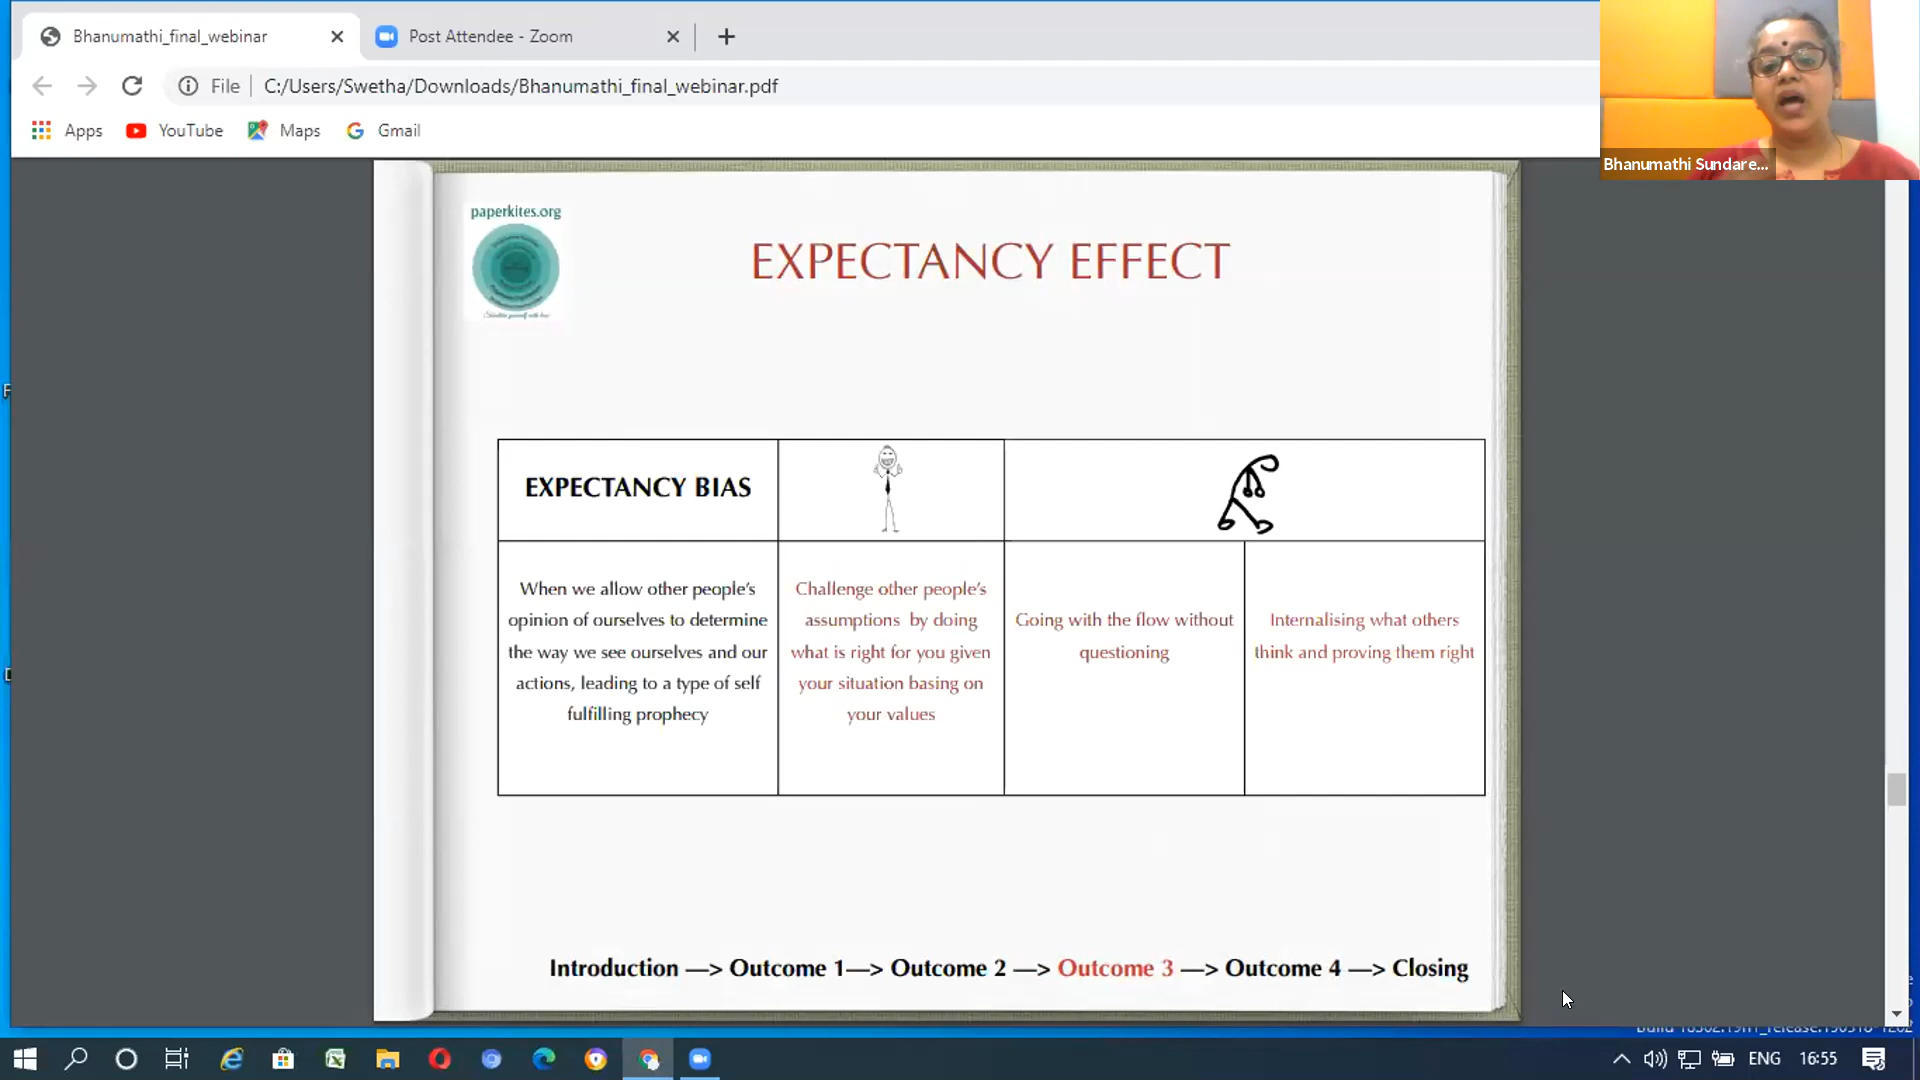 Bhanumathi_final_webinar
Post Attendee - Zoom
File
C:/Users/Swetha/Downloads/Bhanumathi_final_webinar.pdf
Apps
YouTube
Maps
Gmail
Bhanumathi Sundare...
paperkites.org
EXPECTANCY EFFECT
EXPECTANCY BIAS
When we allow other people's
opinion of ourselves to determine
the way we see ourselves and our
actions, leading to a type of self
fulfilling prophecy
Challenge other people's
assumptions by doing
what is right for you given
your situation basing on
your values
Going with the flow without
questioning
Internalising what others
think and proving them right
Introduction —> Outcome 1—> Outcome 2 —> Outcome 3 —> Outcome 4 —> Closing
ENG
16:55